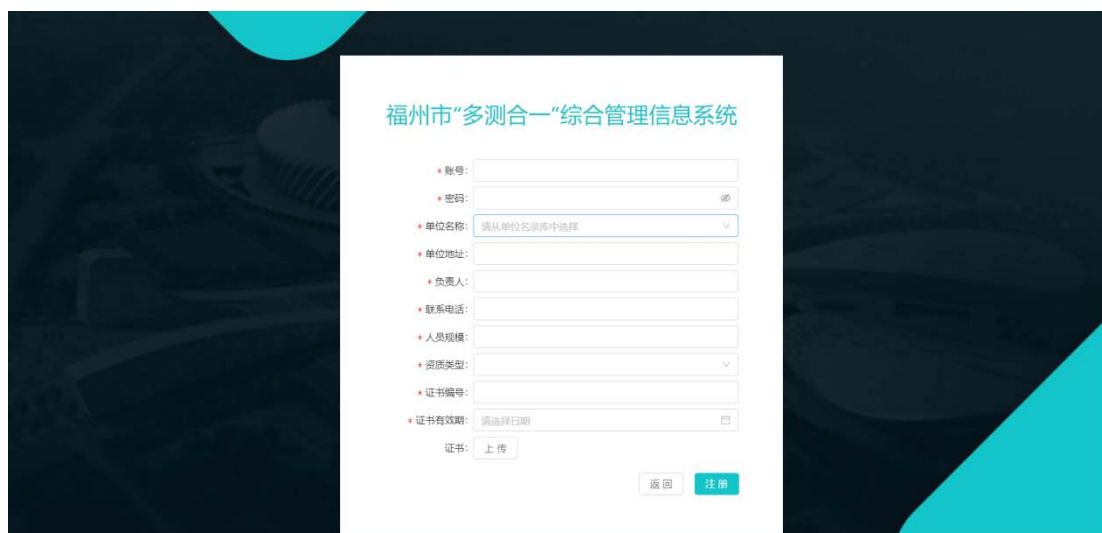 福州市“多测合一”综合管理信息系统
* 账号:
* 密码:
* 单位名称: 请从单位名录库中选择
* 单位地址:
* 负责人:
* 联系电话:
* 人员规模:
* 资质类型:
* 证书编号:
* 证书有效期: 请选择日期
证书: 上 传
返 回 注 册